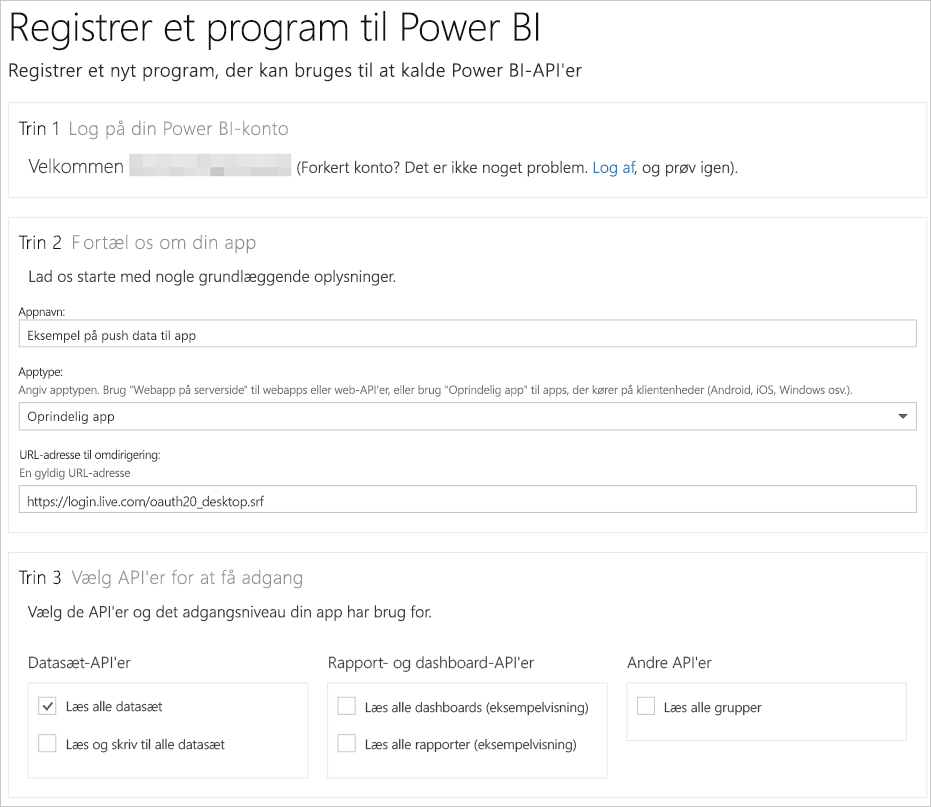 Registrer et program til Power BI
Registrer et nyt program, der kan bruges til at kalde Power BI-API'er
Trin 1 Log på din Power BI-konto
Velkommen (Forkert konto? Det er ikke noget problem. Log af, og prøv igen).
Trin 2 Fortæl os om din app
Lad os starte med nogle grundlæggende oplysninger.
Appnavn:
Eksempel på push data til app
Apptype:
Angiv apptypen. Brug "Webapp på serverside" til webapps eller web-API'er, eller brug "Oprindelig app" til apps, der kører på klientenheder (Android, iOS, Windows osv.).
Oprindelig app
URL-adresse til omdirigering:
En gyldig URL-adresse
https://login.live.com/oauth20_desktop.srf
Trin 3 Vælg API'er for at få adgang
Vælg de API'er og det adgangsniveau din app har brug for.
Datasæt-API'er
Læs alle datasæt
Læs og skriv til alle datasæt
Rapport- og dashboard-API'er
Læs alle dashboards (eksempelvisning)
Læs alle rapporter (eksempelvisning)
Andre API'er
Læs alle grupper